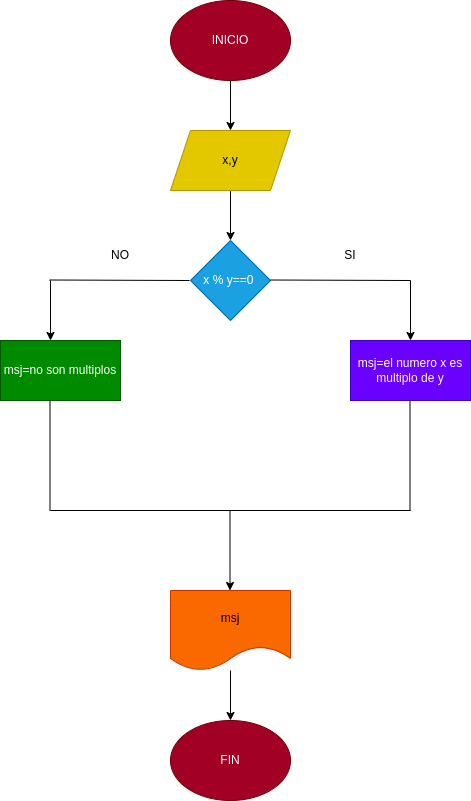 INICIO
x,y
NO
SI
x % y==0
msj=no son multiplos
msj=el numero x es
multiplo de y
msj
FIN